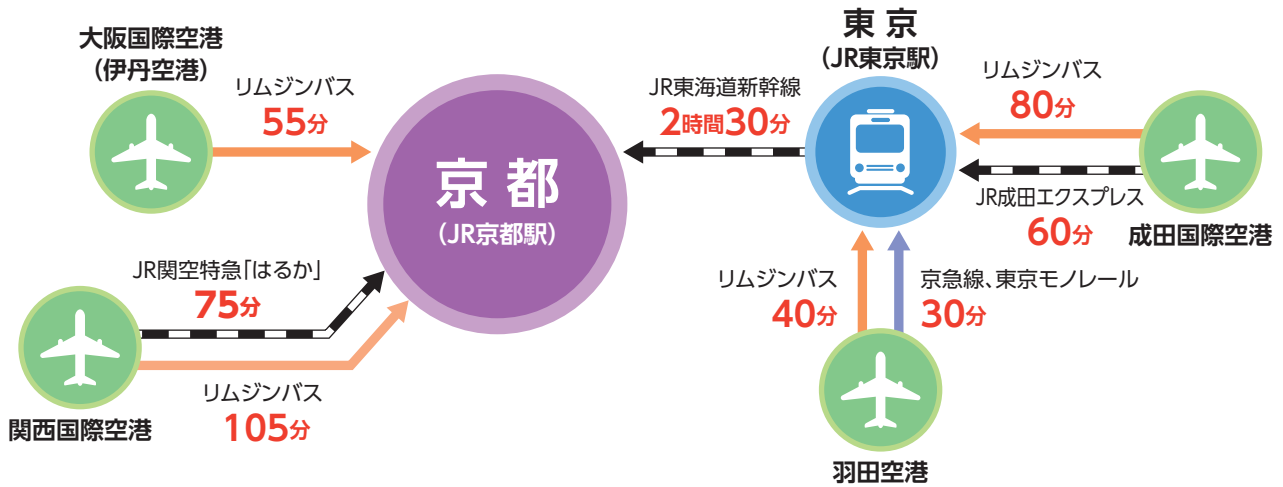 大阪国際空港
(伊丹空港)
リムジンバス
55分
京都
(JR京都駅)
JR関空特急「はるか」
75分
リムジンバス
105分
関西国際空港
JR東海道新幹線
2時間30分
東京
(JR東京駅)
リムジンバス
80分
JR成田エクスプレス
60分
成田国際空港
リムジンバス
40分
京急線、東京モノレール
30分
羽田空港